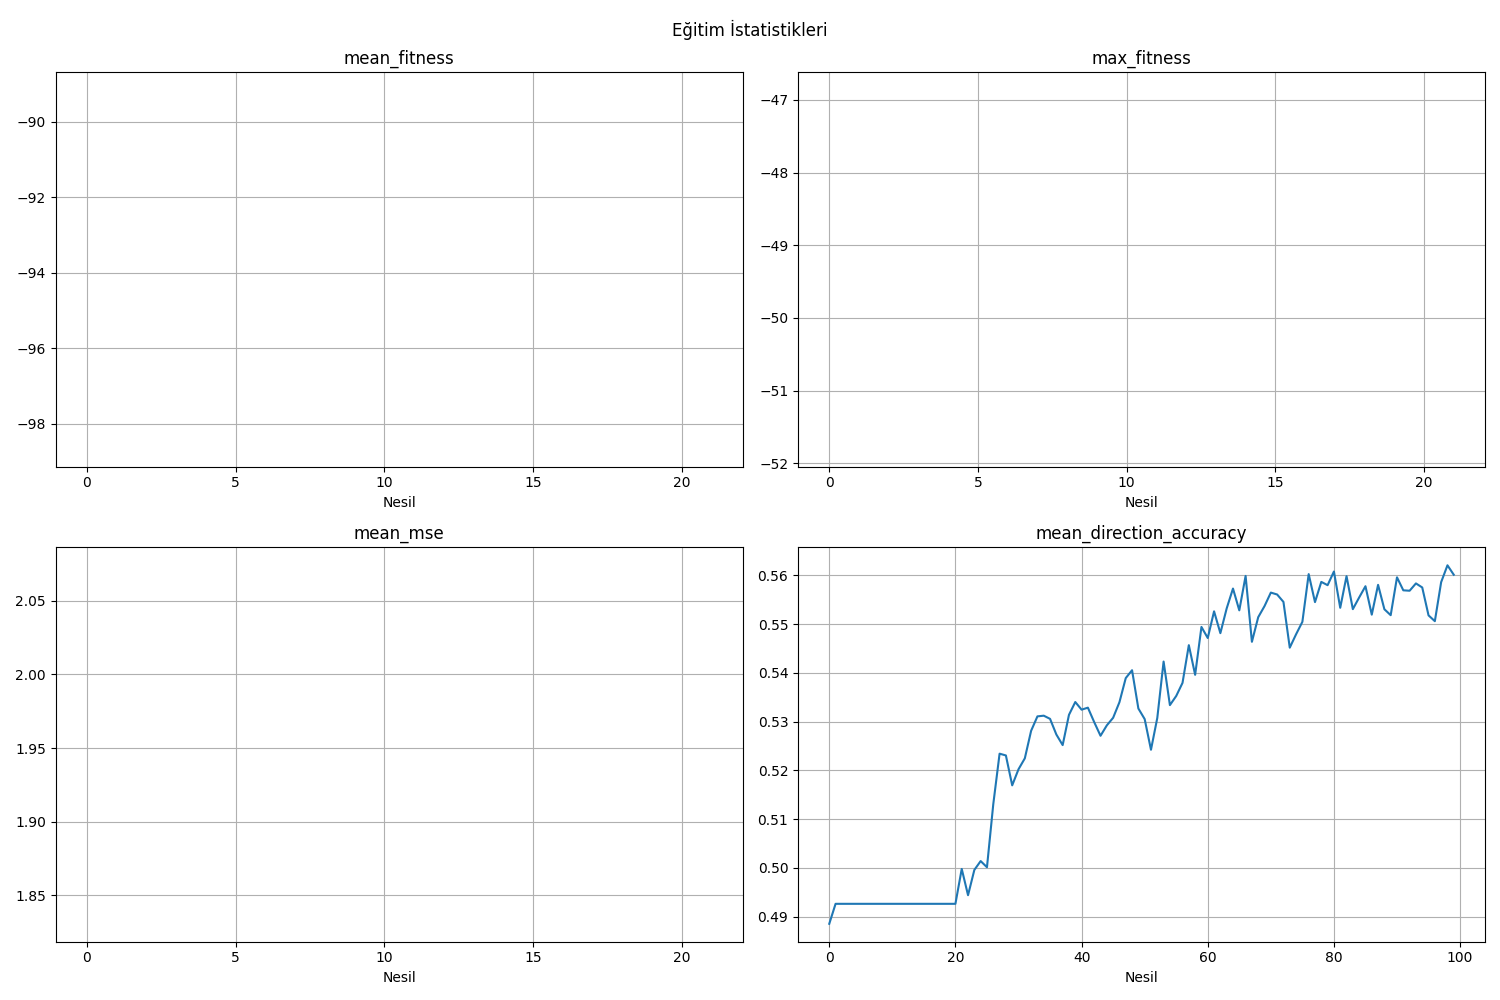 Eğitim İstatistikleri
mean_fitness
−90
−92
−94
−96
−98
0 5 10 15 20
Nesil
max_fitness
−47
−48
−49
−50
−51
−52
0 5 10 15 20
Nesil
mean_mse
2.05
2.00
1.95
1.90
1.85
0 5 10 15 20
Nesil
mean_direction_accuracy
0.56
0.55
0.54
0.53
0.52
0.51
0.50
0.49
0 20 40 60 80 100
Nesil